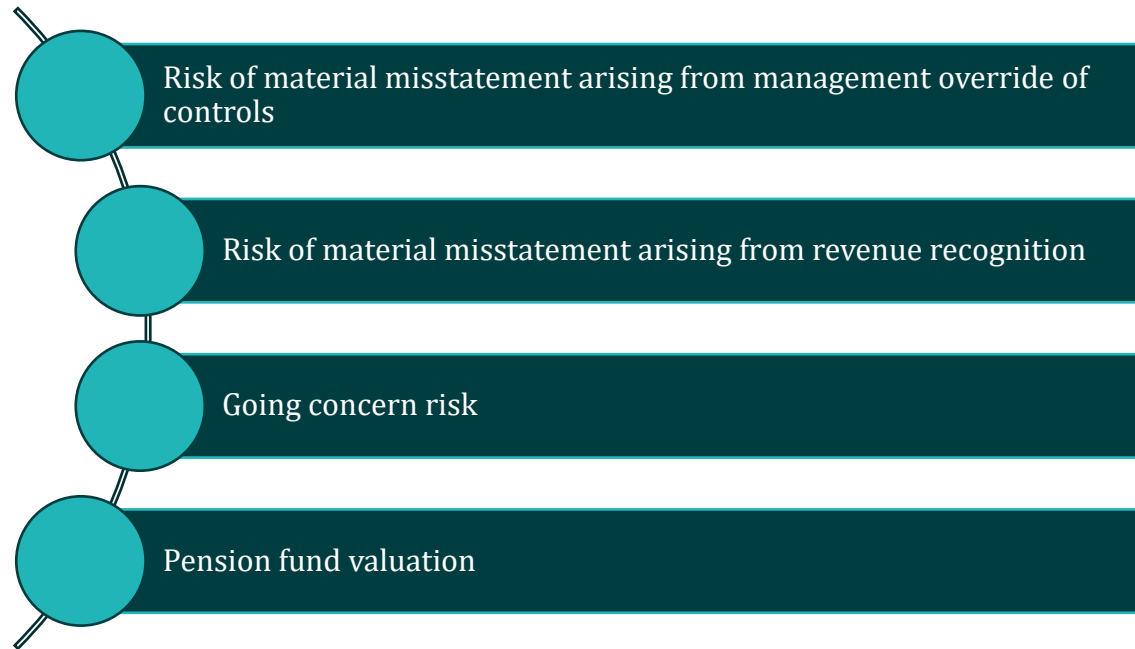 Risk of material misstatement arising from management override of
controls
Risk of material misstatement arising from revenue recognition
Going concern risk
Pension fund valuation